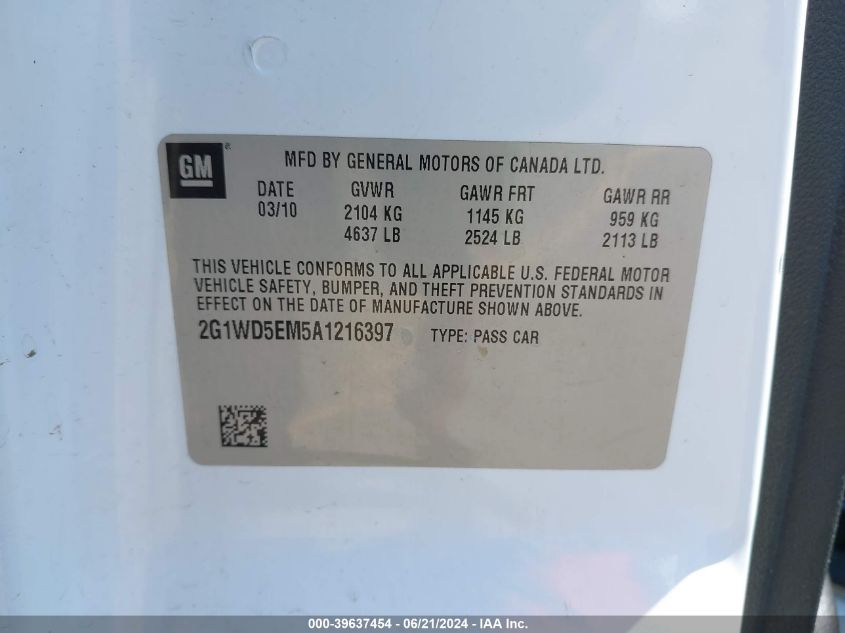 GM®
MFD BY GENERAL MOTORS OF CANADA LTD.
DATE GVWR GAWR FRT GAWR RR
03/10 2104 KG 1145 KG 959 KG
4637 LB 2524 LB 2113 LB
THIS VEHICLE CONFORMS TO ALL APPLICABLE U.S. FEDERAL MOTOR
VEHICLE SAFETY, BUMPER, AND THEFT PREVENTION STANDARDS IN
EFFECT ON THE DATE OF MANUFACTURE SHOWN ABOVE.
2G1WD5EM5A1216397 TYPE: PASS CAR
000-39637454 - 06/21/2024 - IAA Inc.